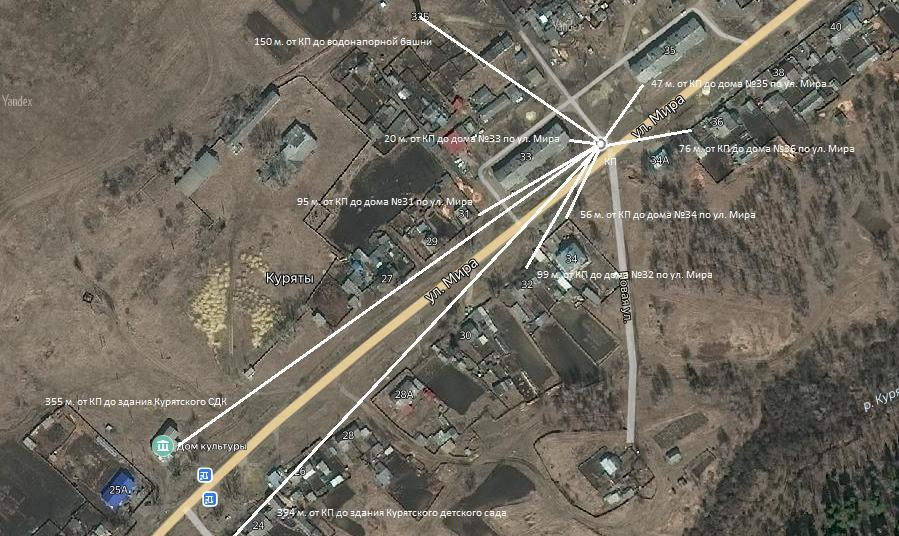 33Б
40
150 м. от КП до водонапорной башни
Yandex
35
38
47 м. от КП до дома №35 по ул. Мира
Yandex
ул. Мира
36
20 м. от КП до дома №33 по ул. Мира
76 м. от КП до дома №36 по ул. Мира
33
КП
34А
95 м. от КП до дома №31 по ул. Мира
31
56 м. от КП до дома №34 по ул. Мира
29
34
99 м. от КП до дома №32 по ул. Мира
Куряты
27
ул. Мира
32
30
28А
355 м. от КП до здания Курятского СДК
28
Дом культуры
26
25А
394 м. от КП до здания Курятского детского сада
24